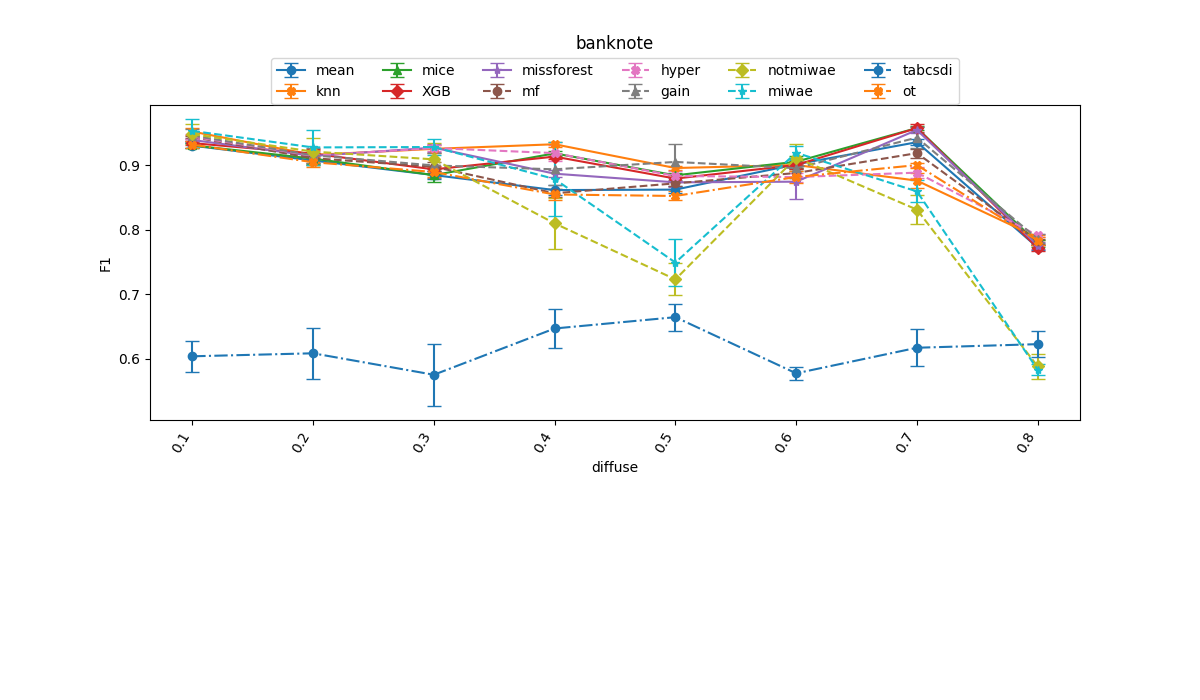 banknote
mean mice missforest hyper notmiwae tabcsdi
knn XGB mf gain miwae ot
0.9
0.8
0.7
0.6
F1
0.1 0.2 0.3 0.4 0.5 0.6 0.7 0.8
diffuse